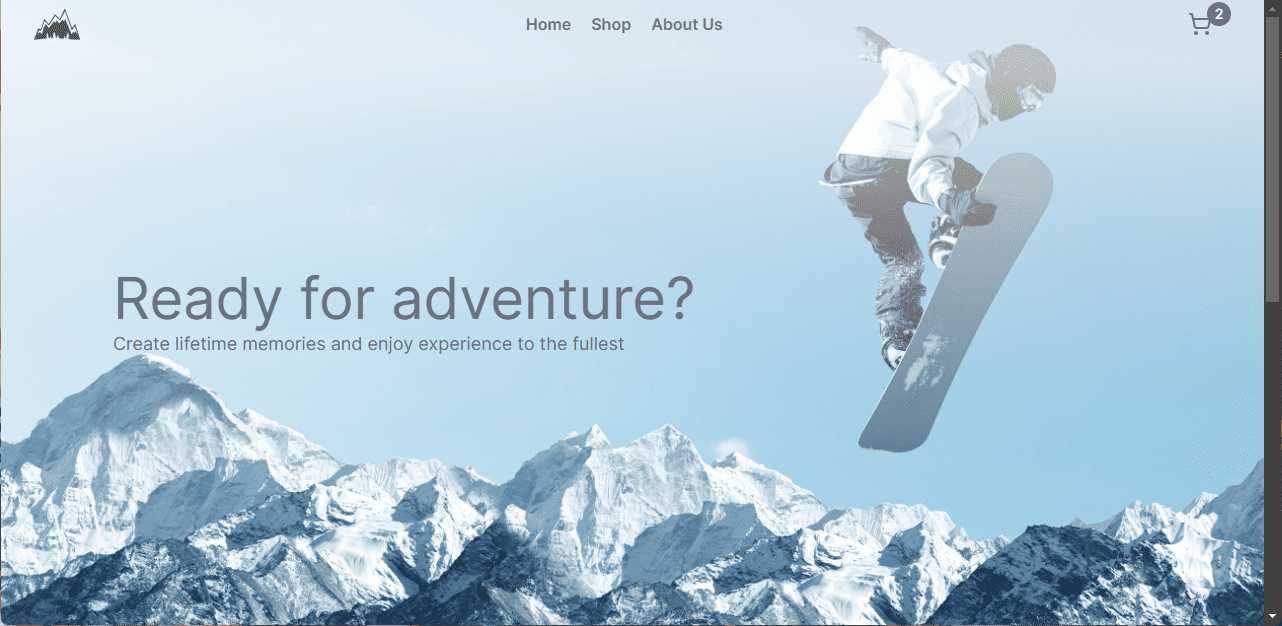 Home Shop About Us 2
Ready for adventure?
Create lifetime memories and enjoy experience to the fullest